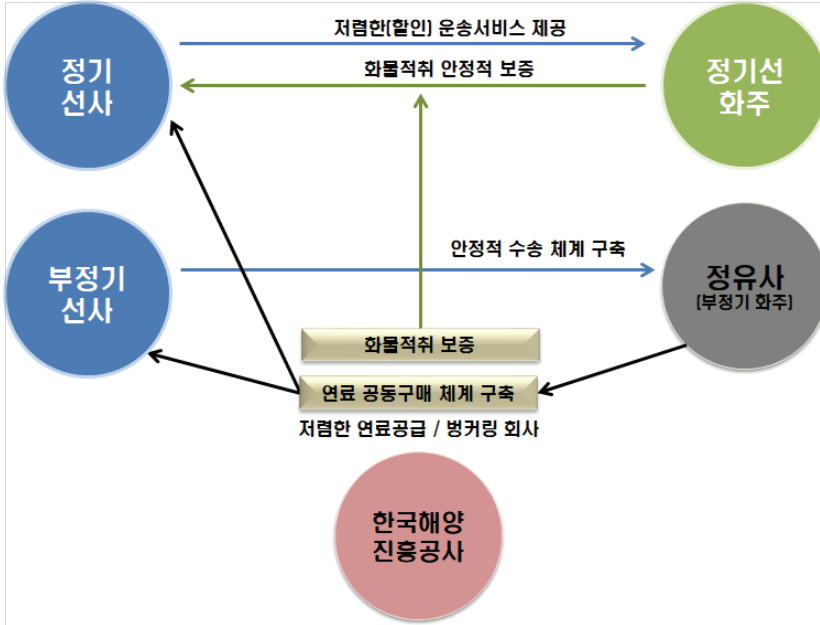 저렴한(할인) 운송서비스 제공
정기
선사
화물적취 안정적 보증
정기선
화주
부정기
선사
안정적 수송 체계 구축
정유사
(부정기 화주)
화물적취 보증
연료 공동구매 체계 구축
저렴한 연료공급 / 벙커링 회사
한국해양
진흥공사